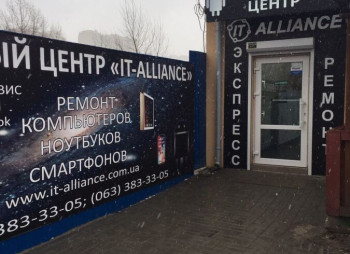 ЫЙ ЦЕНТР «IT-ALLIANCE»
РЕМОНТ
КОМПЬЮТЕРОВ,
НОУТБУКОВ
СМАРТФОНОВ
www.it-alliance.com.ua
383-33-05; (063) 383-33-05
ЦЕНТР
IT ALLIANCE
ЭКСПРЕСС
РЕМОНТ